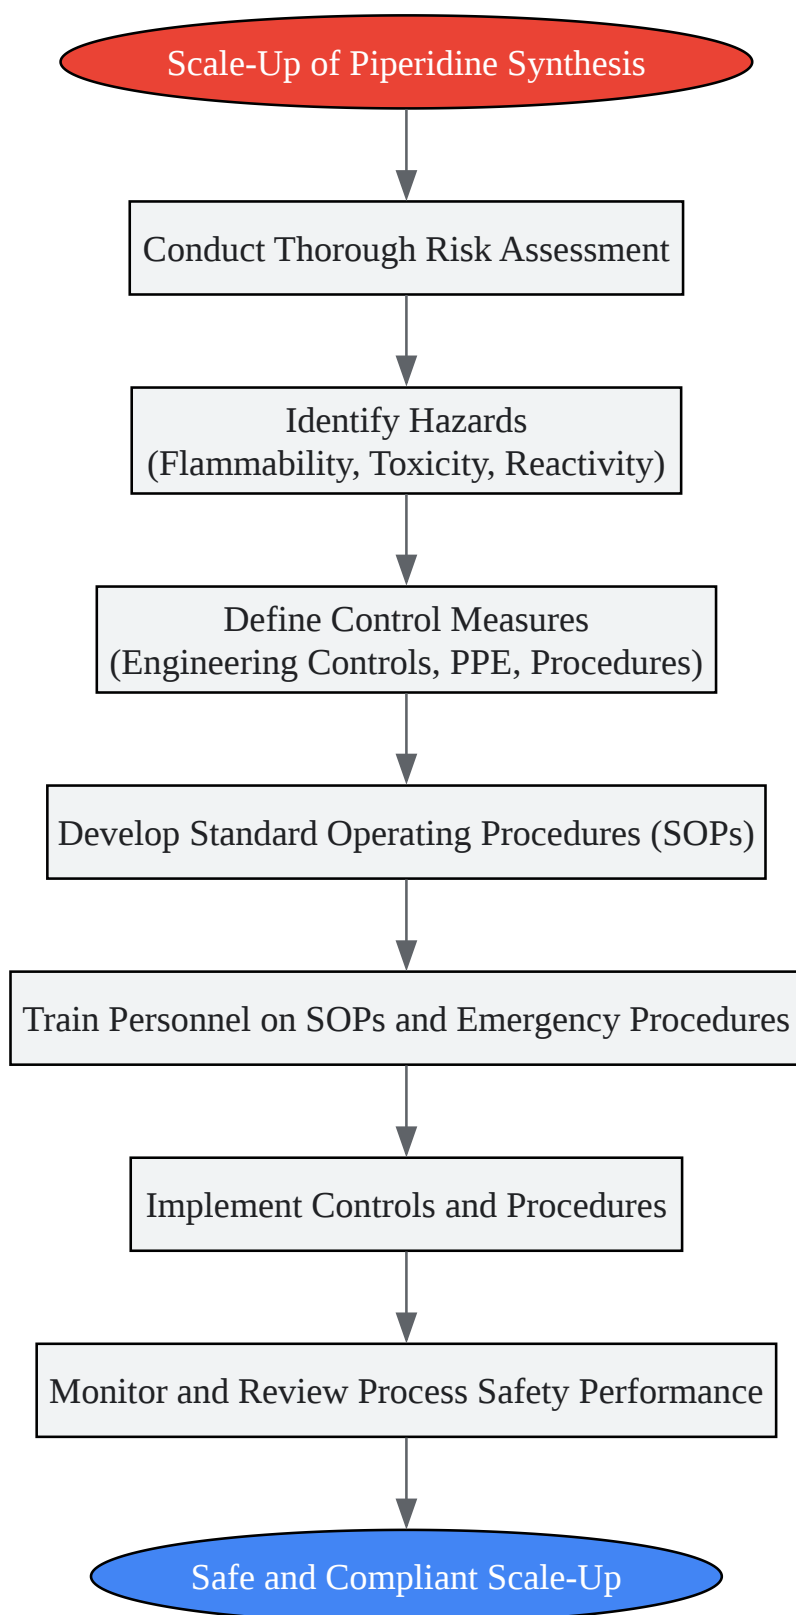 Scale-Up of Piperidine Synthesis
Conduct Thorough Risk Assessment
Identify Hazards
(Flammability, Toxicity, Reactivity)
Define Control Measures
(Engineering Controls, PPE, Procedures)
Develop Standard Operating Procedures (SOPs)
Train Personnel on SOPs and Emergency Procedures
Implement Controls and Procedures
Monitor and Review Process Safety Performance
Safe and Compliant Scale-Up